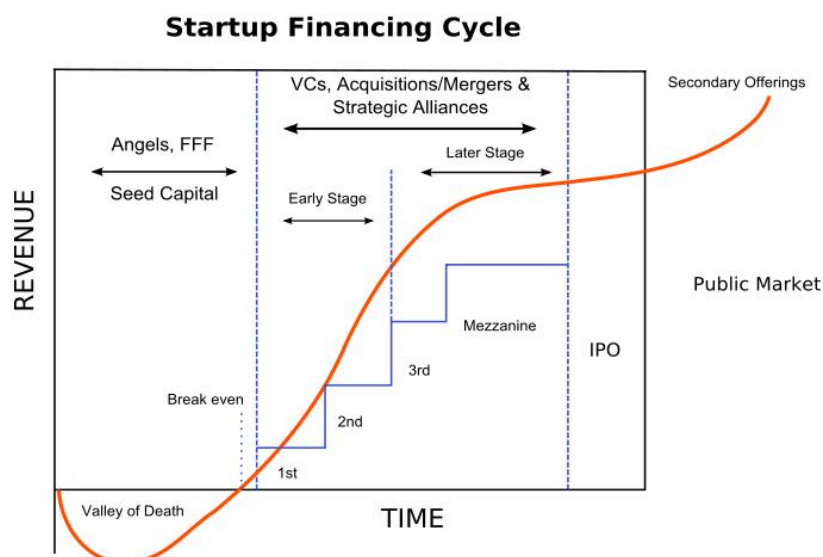 Startup Financing Cycle
Secondary Offerings
VCs, Acquisitions/Mergers &
Strategic Alliances
Angels, FFF
Seed Capital
Later Stage
Early Stage
REVENUE
Public Market
Mezzanine
IPO
3rd
Break even
2nd
1st
Valley of Death
TIME